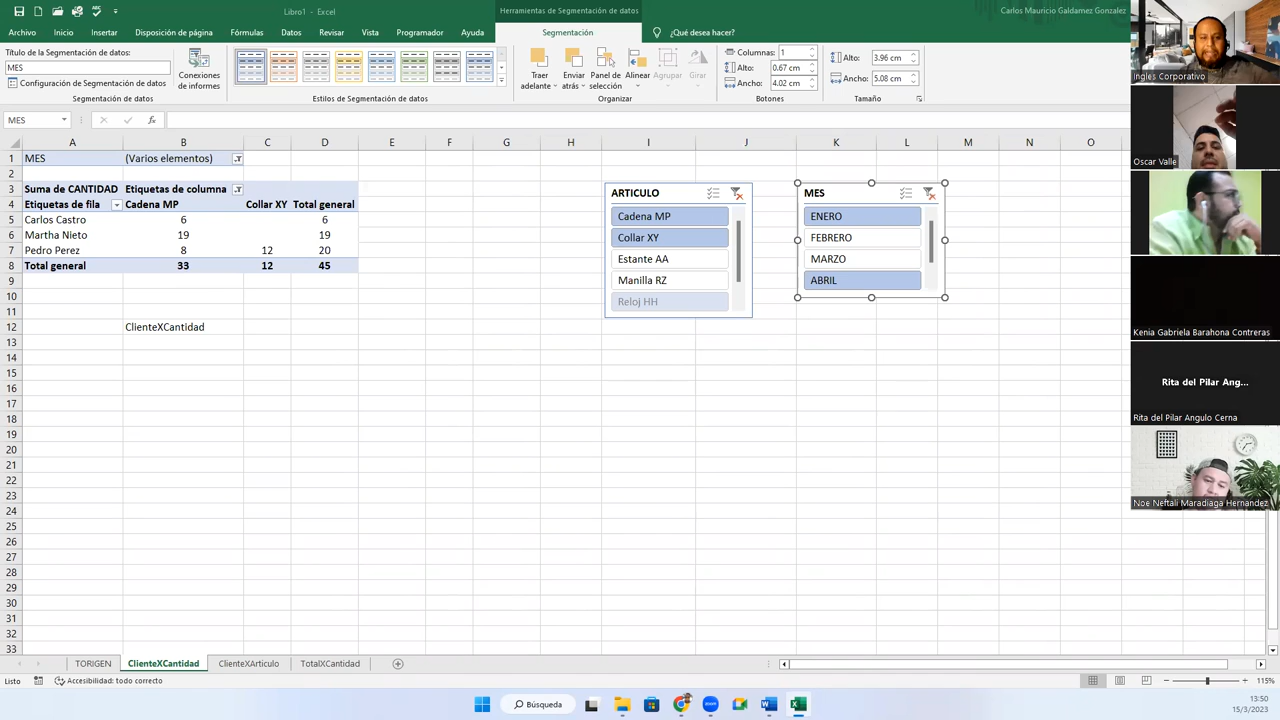 Libro1 - Excel
Herramientas de Segmentación de datos
Carlos Mauricio Galdamez Gonzalez
Archivo Inicio Insertar Disposición de página Fórmulas Datos Revisar Vista Programador Ayuda Segmentación ¿Qué desea hacer?
Título de la Segmentación de datos:
MES
Configuración de Segmentación de datos
Segmentación de datos
Conexiones de informes
Estilos de Segmentación de datos
Traer adelante
Enviar atrás
Panel de selección
Alinear
Agrupar
Girar
Organizar
Columnas: 1
Alto: 0.67 cm
Ancho: 4.02 cm
Botones
Alto: 3.96 cm
Ancho: 5.08 cm
Tamaño
MES
A B C D E F G H I J K L M N O
1 MES (Varios elementos)
2
3 Suma de CANTIDAD Etiquetas de columna
4 Etiquetas de fila Cadena MP Collar XY Total general
5 Carlos Castro 6 6
6 Martha Nieto 19 19
7 Pedro Perez 8 12 20
8 Total general 33 12 45
9
10
11
12 ClienteXCantidad
13
14
15
16
17
18
19
20
21
22
23
24
25
26
27
28
29
30
31
32
33
ARTICULO
Cadena MP
Collar XY
Estante AA
Manilla RZ
Reloj HH
MES
ENERO
FEBRERO
MARZO
ABRIL
TORIGEN ClienteXCantidad ClienteXArticulo TotalXCantidad
Listo
Accesibilidad: todo correcto
115%
Búsqueda
13:50
15/3/2023
Ingles Corporativo
Oscar Valle
Kenia Gabriela Barahona Contreras
Rita del Pilar Ang...
Rita del Pilar Angulo Cerna
Noe Neftali Maradiaga Hernandez